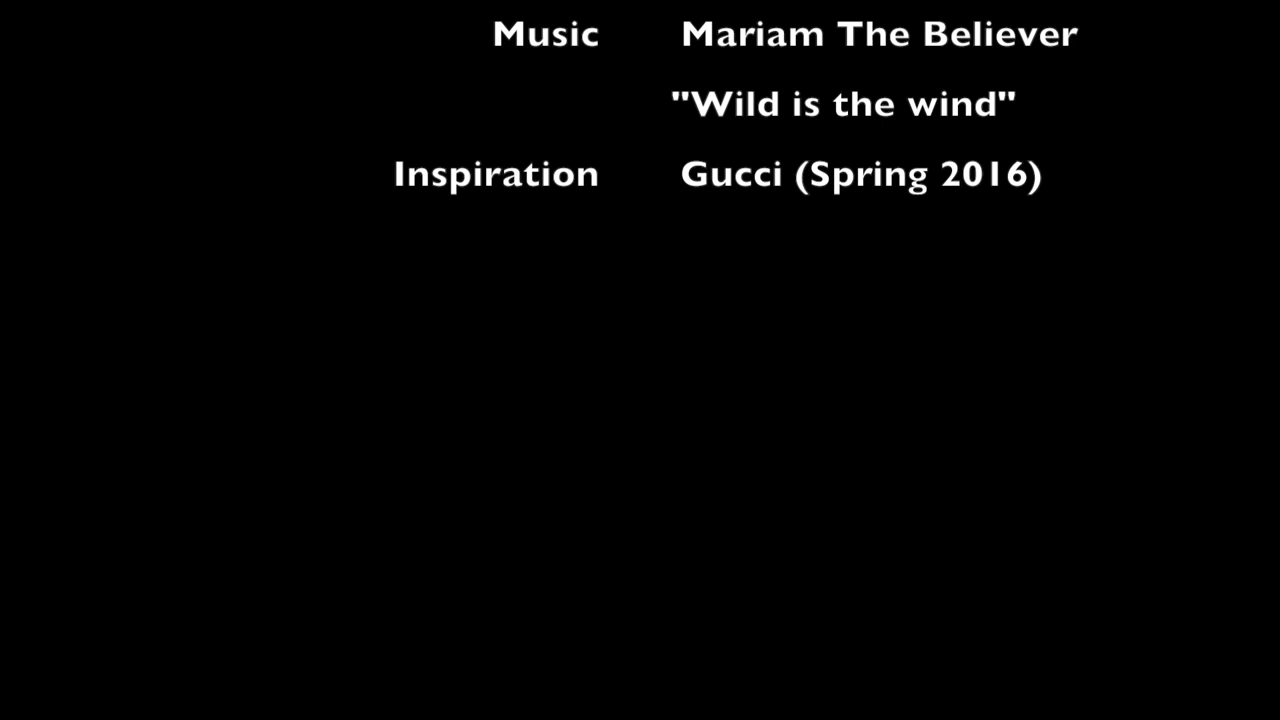 Music Mariam The Believer
"Wild is the wind"
Inspiration Gucci (Spring 2016)